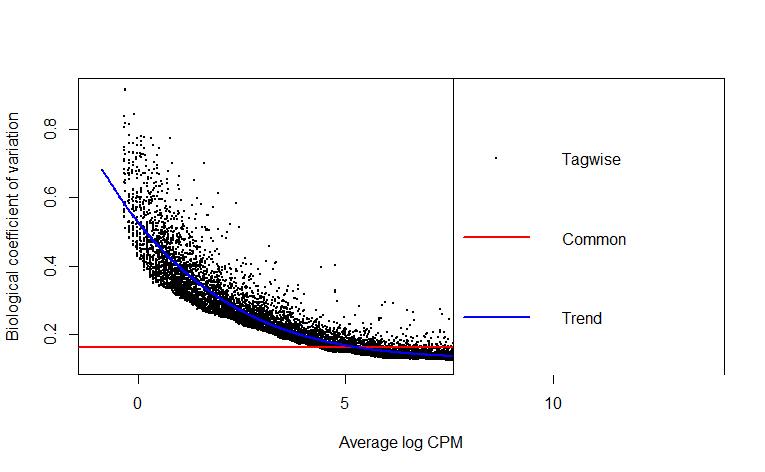 Biological coefficient of variation
0.8
0.6
0.4
0.2
Tagwise
Common
Trend
0
5
10
Average log CPM